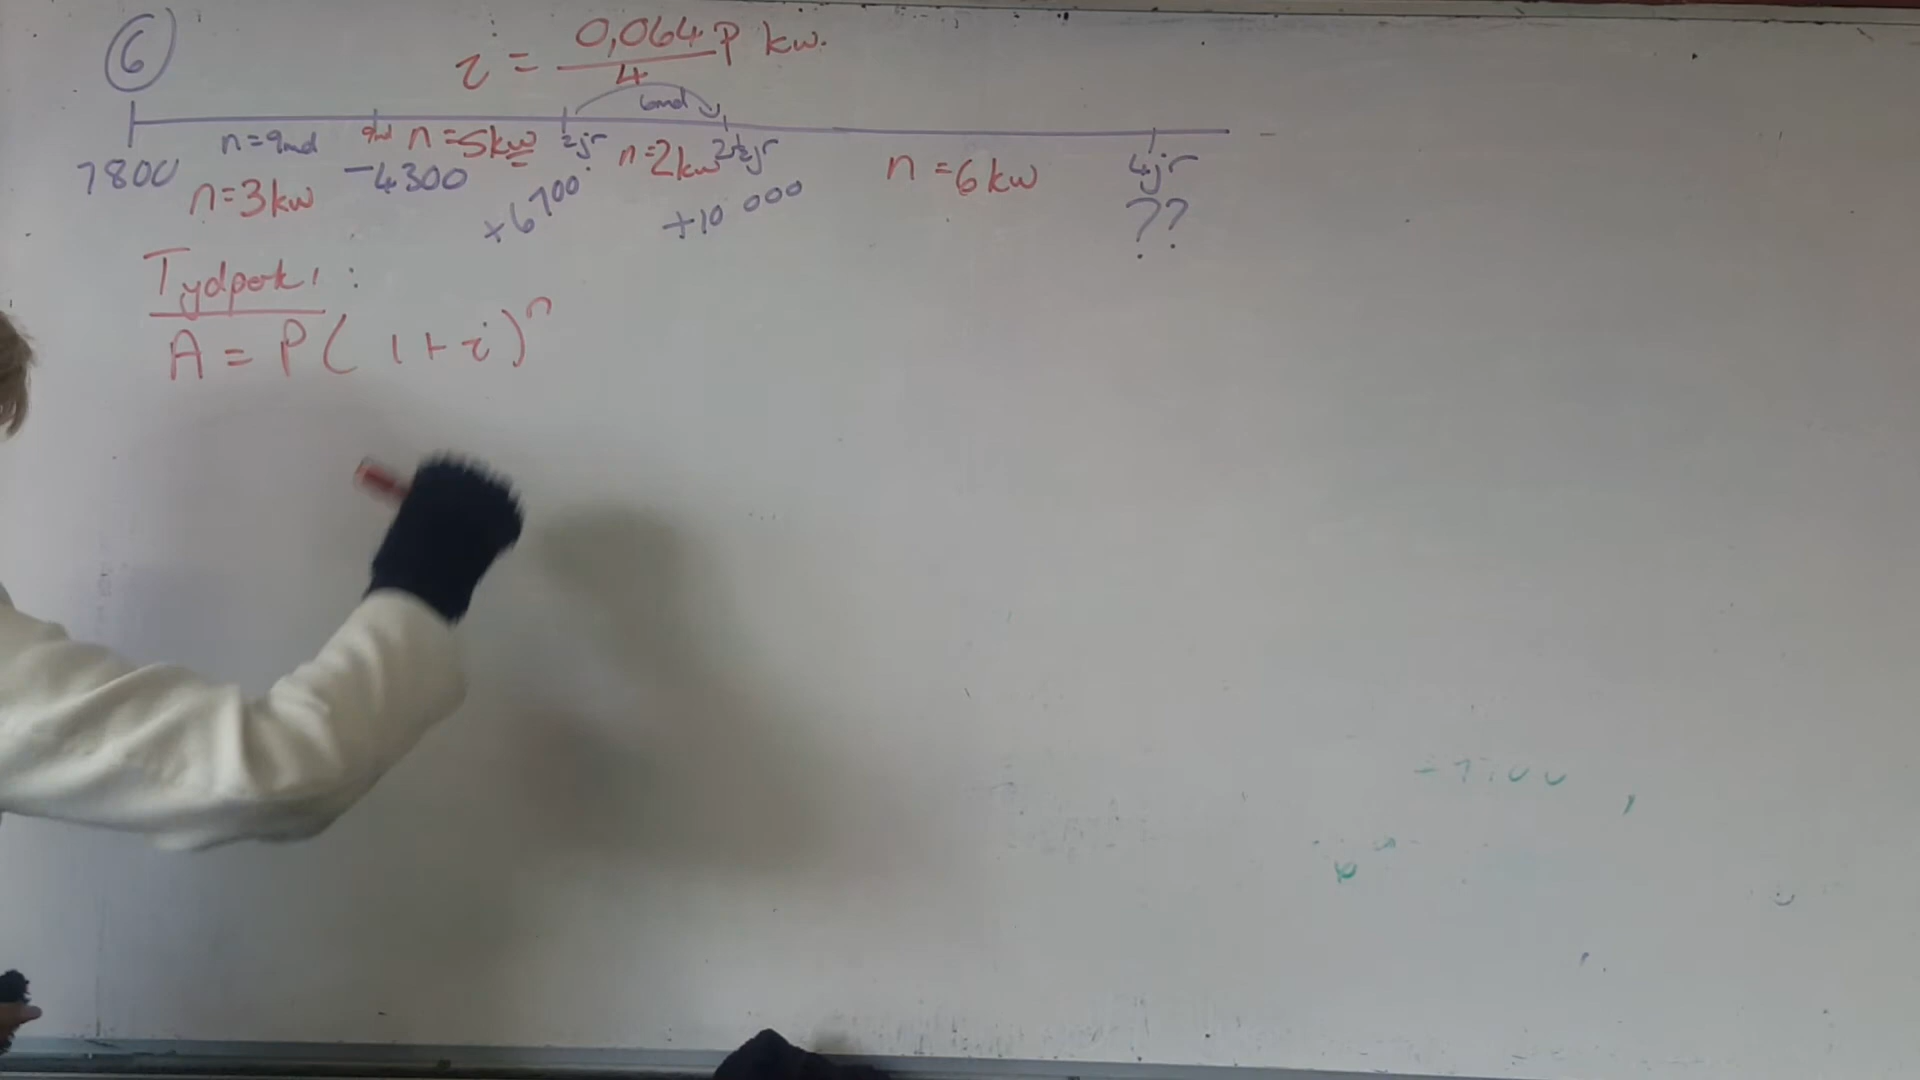 6
i = 0,064/4 p kw.
6md
n=9md 9md n=5kw 2jr n=2kw 2½jr n=6kw 4jr
7800 n=3kw -4300 +6700 +10 000 ??
Tydperk 1:
A = P(1+i)^n